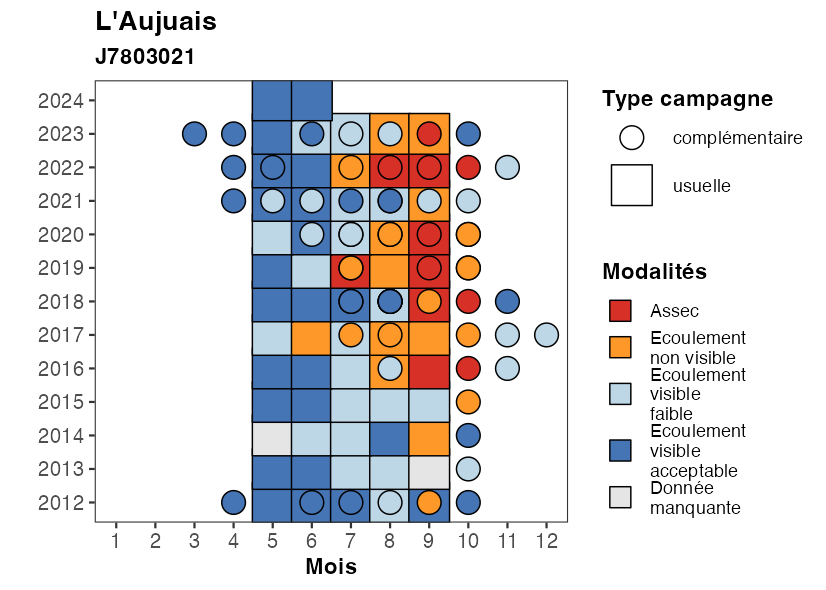 L'Aujuais
J7803021
2024
2023
2022
2021
2020
2019
2018
2017
2016
2015
2014
2013
2012
1 2 3 4 5 6 7 8 9 10 11 12
Mois
Type campagne
complémentaire
usuelle
Modalités
Assec
Ecoulement
non visible
Ecoulement
visible
faible
Ecoulement
visible
acceptable
Donnée
manquante